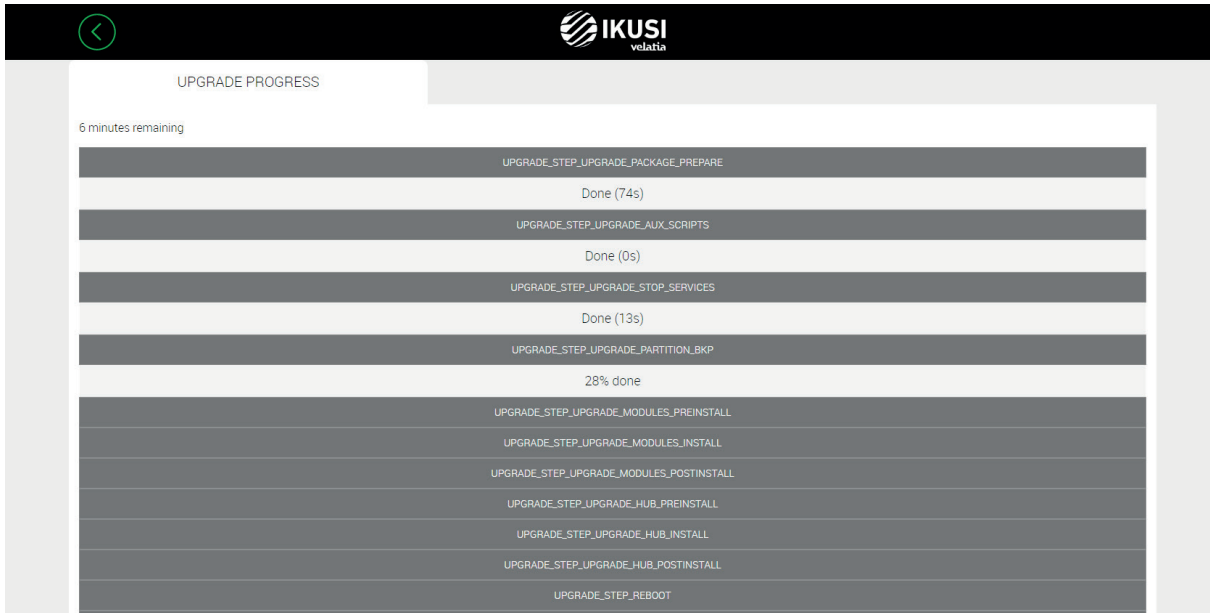 IKUSI
velatia
UPGRADE PROGRESS
6 minutes remaining
UPGRADE_STEP_UPGRADE_PACKAGE_PREPARE
Done (74s)
UPGRADE_STEP_UPGRADE_AUX_SCRIPTS
Done (0s)
UPGRADE_STEP_UPGRADE_STOP_SERVICES
Done (13s)
UPGRADE_STEP_UPGRADE_PARTITION_BKP
28% done
UPGRADE_STEP_UPGRADE_MODULES_PREINSTALL
UPGRADE_STEP_UPGRADE_MODULES_INSTALL
UPGRADE_STEP_UPGRADE_MODULES_POSTINSTALL
UPGRADE_STEP_UPGRADE_HUB_PREINSTALL
UPGRADE_STEP_UPGRADE_HUB_INSTALL
UPGRADE_STEP_UPGRADE_HUB_POSTINSTALL
UPGRADE_STEP_REBOOT